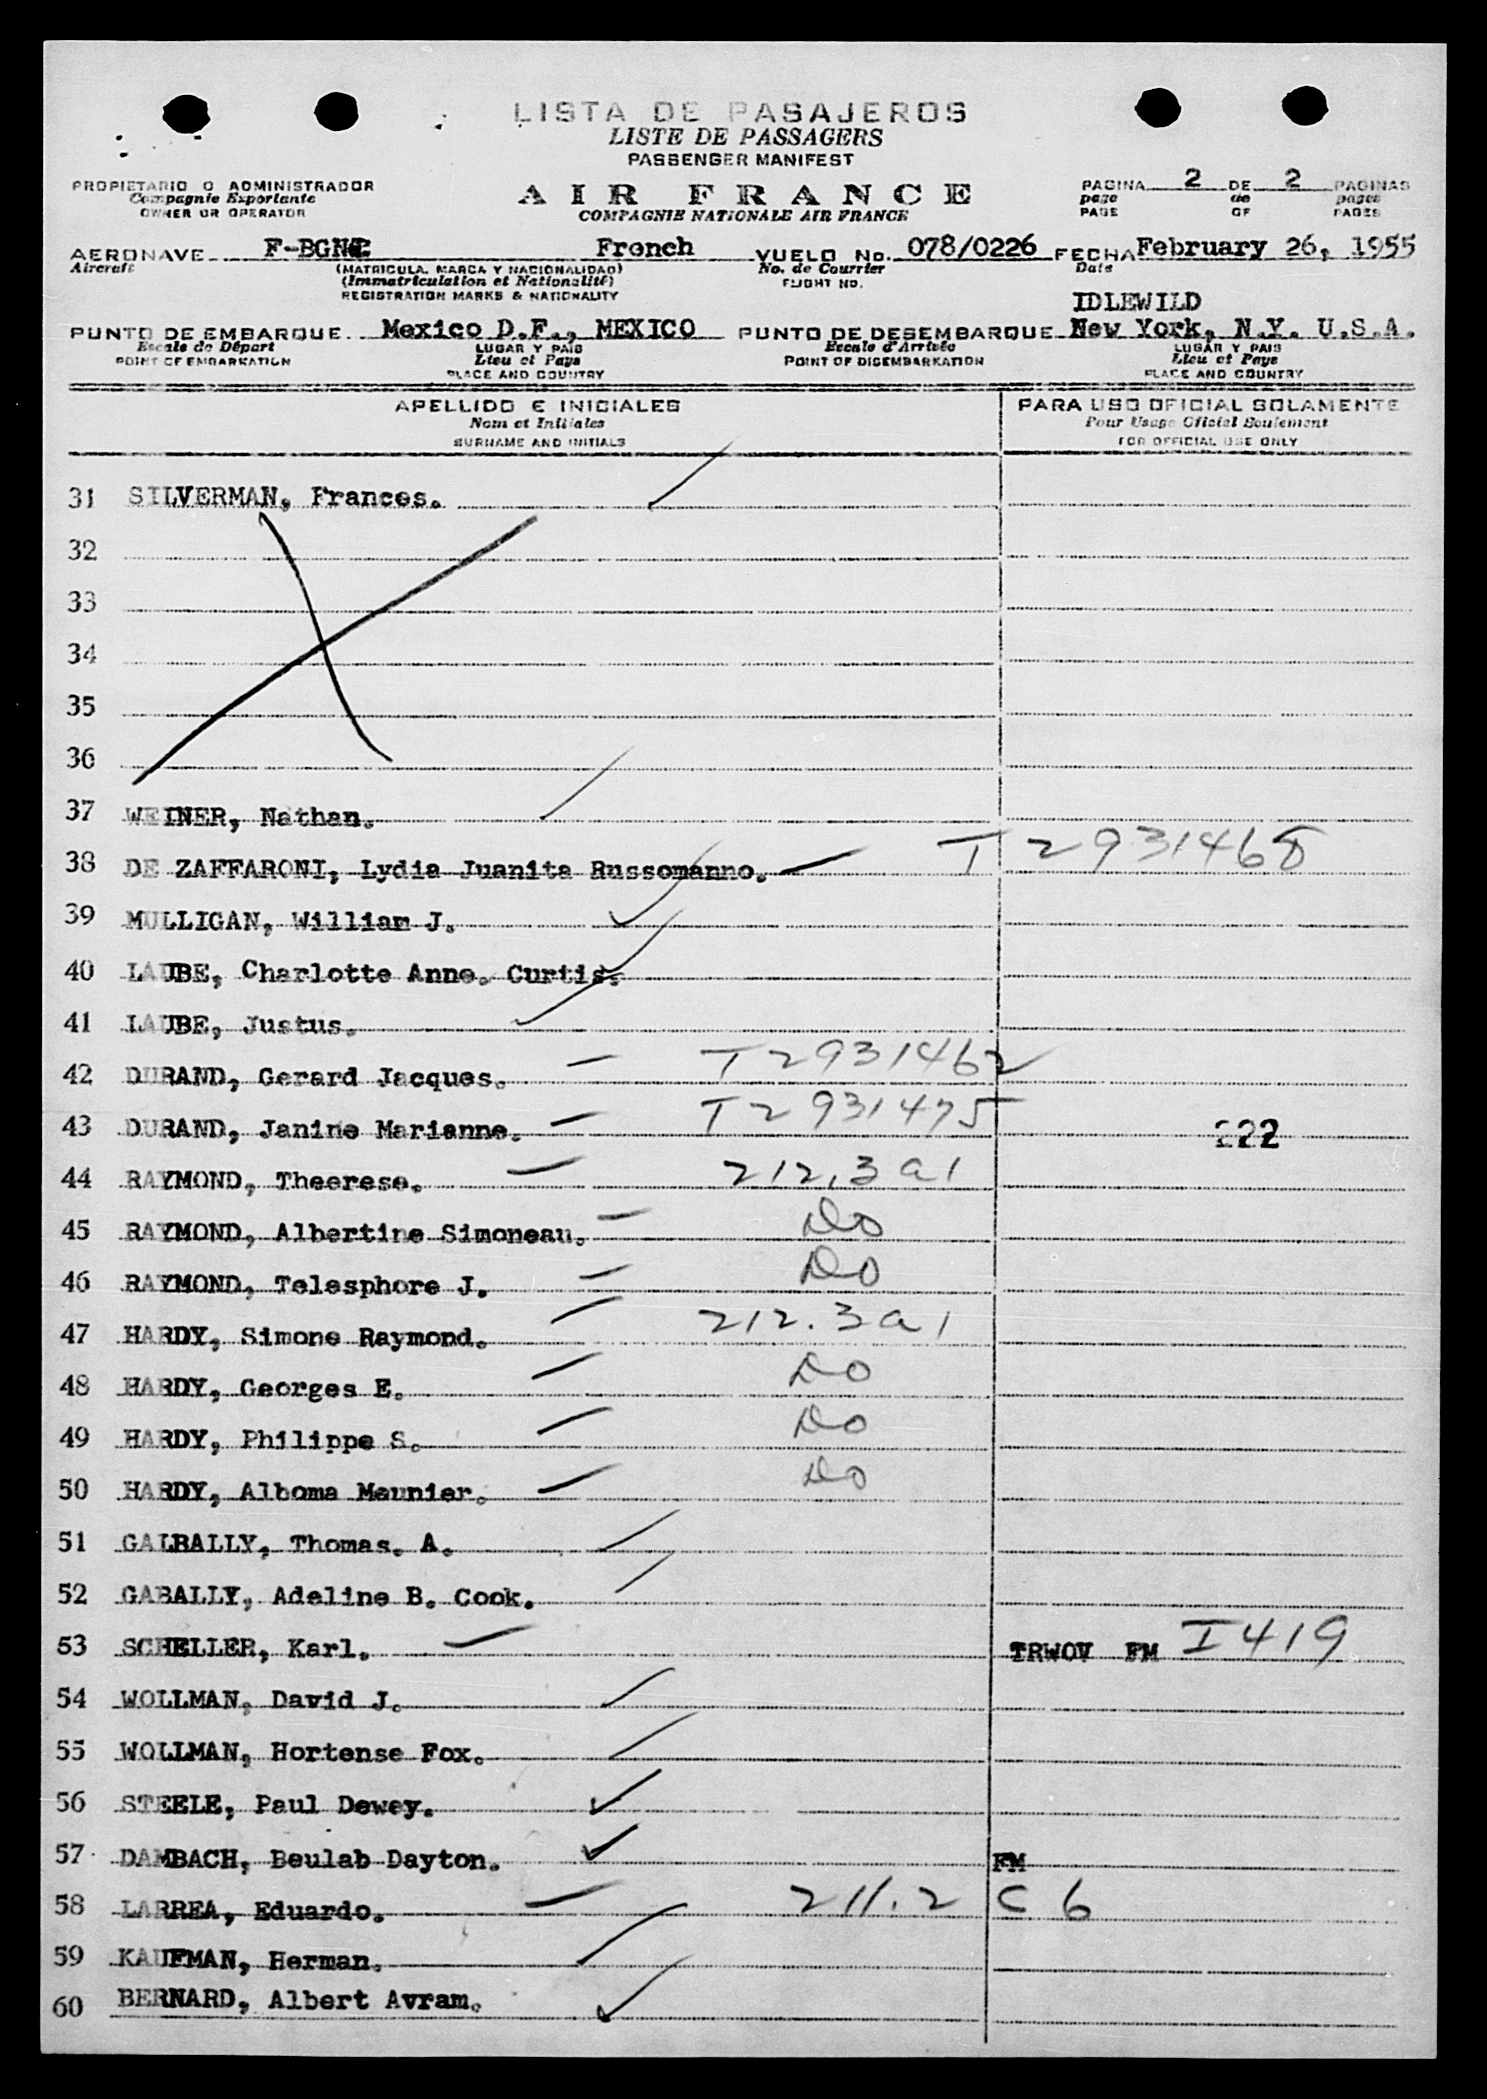 LISTA DE PASAJEROS
LISTE DE PASSAGERS
PASSENGER MANIFEST
PROPIETARIO O ADMINISTRADOR
Compagnie Exportante
OWNER OR OPERATOR
AIR FRANCE
COMPAGNIE NATIONALE AIR FRANCE
PAGINA 2 DE 2 PAGINAS
page de pages
PAGE OF PAGES
AERONAVE F-BGN French VUELO No. 078/0226 FECHA February 26, 1955
Aircraft (MATRICULA, MARCA Y NACIONALIDAD) No. de Courrier Date
(Immatriculation et Nationalité) FLIGHT NO.
REGISTRATION MARKS & NATIONALITY
IDLEWILD
PUNTO DE EMBARQUE Mexico D.F., MEXICO PUNTO DE DESEMBARQUE New York, N.Y. U.S.A.
Escale de Départ LUGAR Y PAIS Escale d'Arrivée LUGAR Y PAIS
POINT OF EMBARKATION Lieu et Pays POINT OF DISEMBARKATION Lieu et Pays
PLACE AND COUNTRY PLACE AND COUNTRY
APELLIDO E INICIALES PARA USO OFICIAL SOLAMENTE
Nom et Initiales Pour Usage Officiel Seulement
SURNAME AND INITIALS FOR OFFICIAL USE ONLY
31 SILVERMAN, Frances.
32
33
34
35
36
37 WEINER, Nathan.
38 DE ZAFFARONI, Lydia Juanita Russomanno. T 2931468
39 MULLIGAN, William J.
40 LAUBE, Charlotte Anne. Curtis.
41 LAUBE, Justus.
42 DURAND, Gerard Jacques. T 2931462
43 DURAND, Janine Marianne. T 2931475 222
44 RAYMOND, Theerese. 212.3 a1
45 RAYMOND, Albertine Simoneau. Do
46 RAYMOND, Telesphore J. Do
47 HARDY, Simone Raymond. 212.3 a1
48 HARDY, Georges E. Do
49 HARDY, Philippe S. Do
50 HARDY, Alboma Meunier. Do
51 GALBALLY, Thomas. A.
52 GABALLY, Adeline B. Cook.
53 SCHELLER, Karl. TRWOV FM I 419
54 WOLLMAN, David J.
55 WOLLMAN, Hortense Fox.
56 STEELE, Paul Dewey.
57 DAMBACH, Beulab Dayton. FM
58 LARREA, Eduardo. 211.2 C 6
59 KAUFMAN, Herman.
60 BERNARD, Albert Avram.